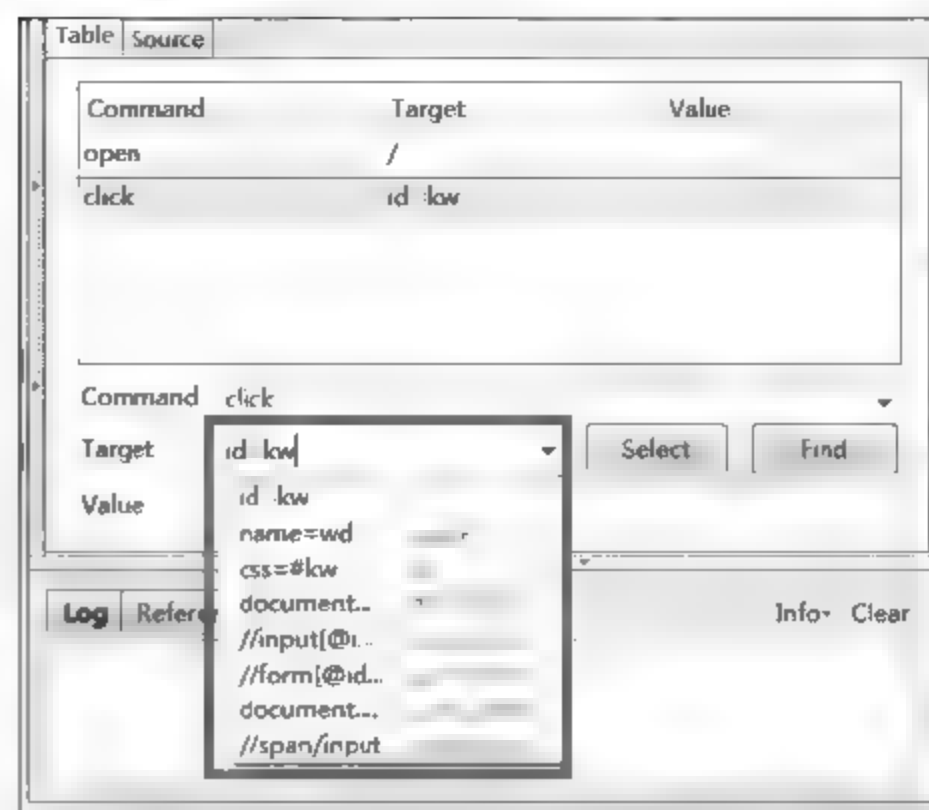 Table Source
Command Target Value
open /
click id=kw
Command click
Target id=kw Select Find
id=kw
Value
name=wd
css=#kw
document...
Log Refere Info Clear
//input[@i...
//form[@id...
document...
//span/input